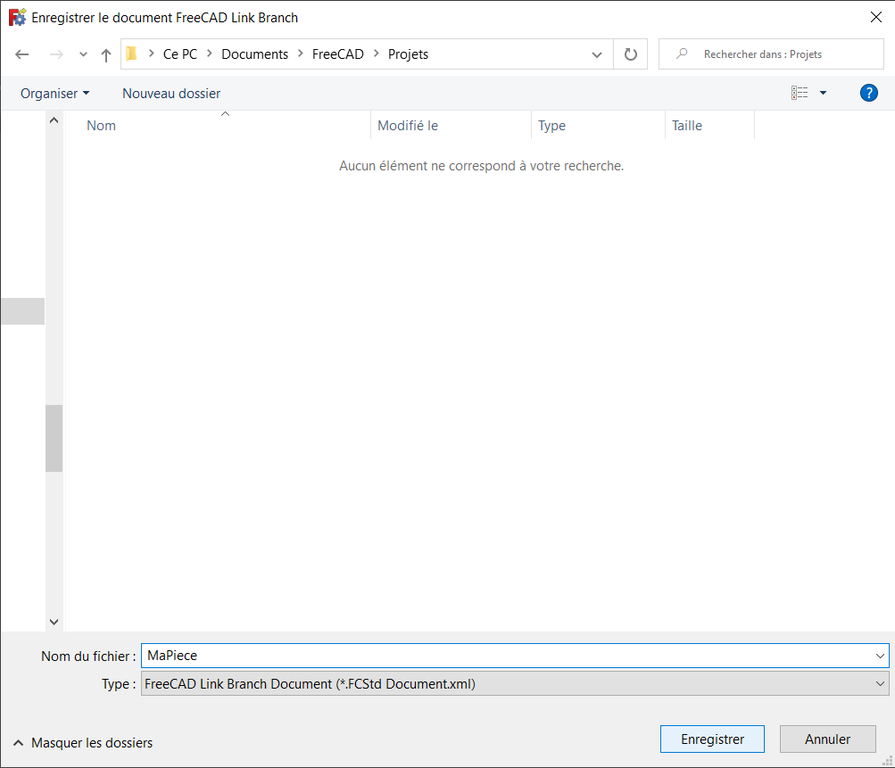 Enregistrer le document FreeCAD Link Branch
Ce PC Documents FreeCAD Projets Rechercher dans : Projets
Organiser Nouveau dossier ?
Nom Modifié le Type Taille
Aucun élément ne correspond à votre recherche.
Nom du fichier : MaPiece
Type : FreeCAD Link Branch Document (*.FCStd Document.xml)
Masquer les dossiers Enregistrer Annuler